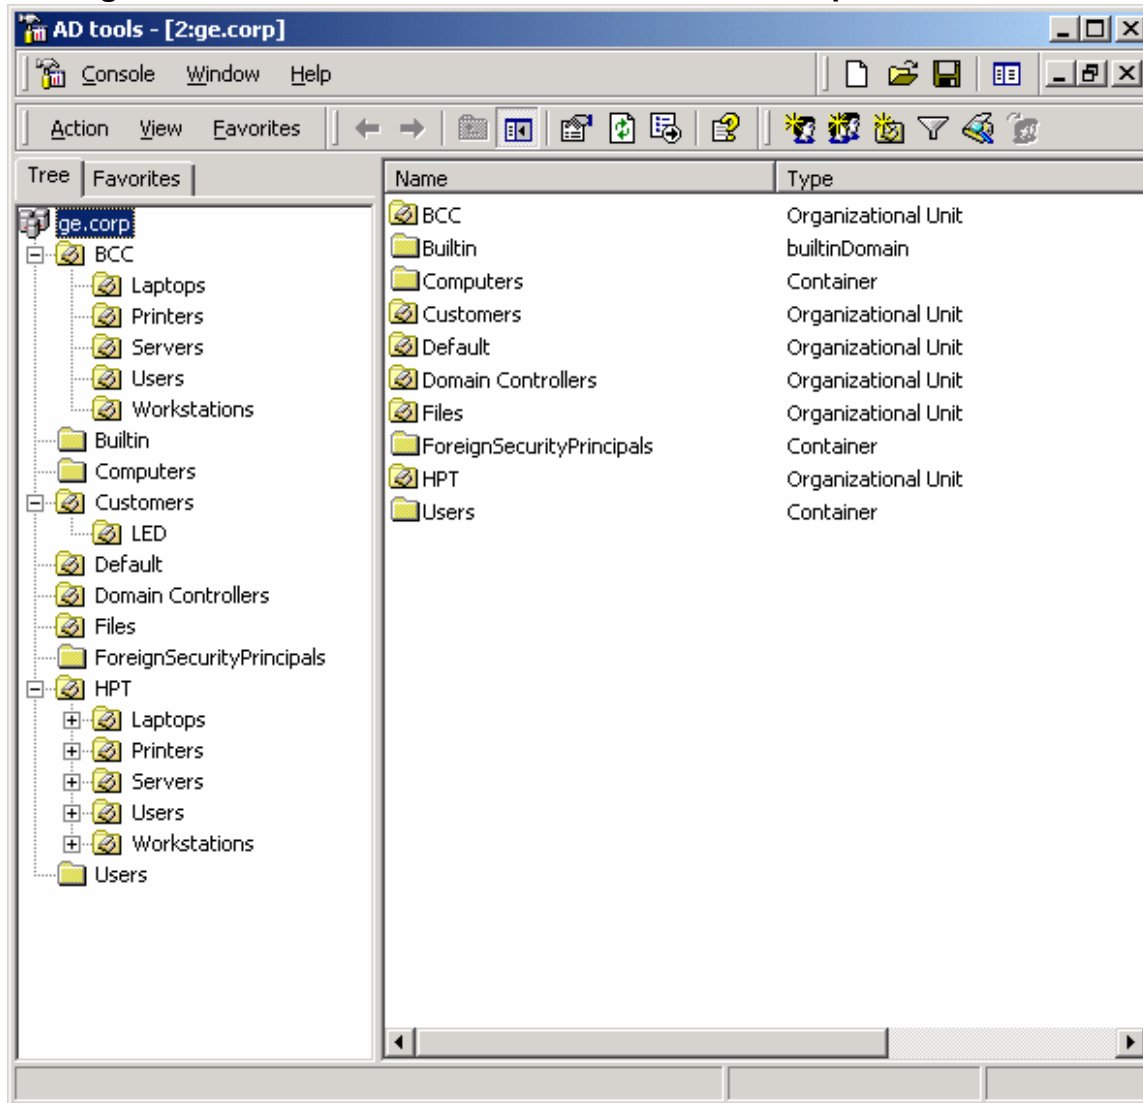 AD tools - [2:ge.corp]
Console Window Help
Action View Favorites
Tree Favorites
Name Type
ge.corp
BCC
Laptops
Printers
Servers
Users
Workstations
Builtin
Computers
Customers
LED
Default
Domain Controllers
Files
ForeignSecurityPrincipals
HPT
Laptops
Printers
Servers
Users
Workstations
Users
BCC Organizational Unit
Builtin builtinDomain
Computers Container
Customers Organizational Unit
Default Organizational Unit
Domain Controllers Organizational Unit
Files Organizational Unit
ForeignSecurityPrincipals Container
HPT Organizational Unit
Users Container